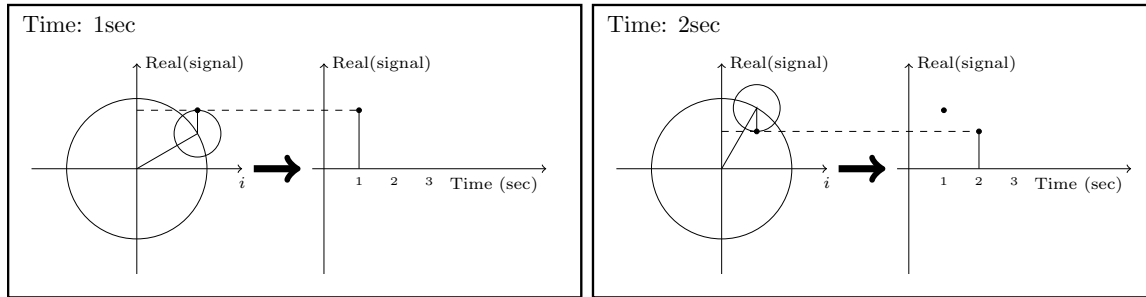 Time: 1sec
Real(signal)
i
Real(signal)
1 2 3 Time (sec)
Time: 2sec
Real(signal)
i
Real(signal)
1 2 3 Time (sec)